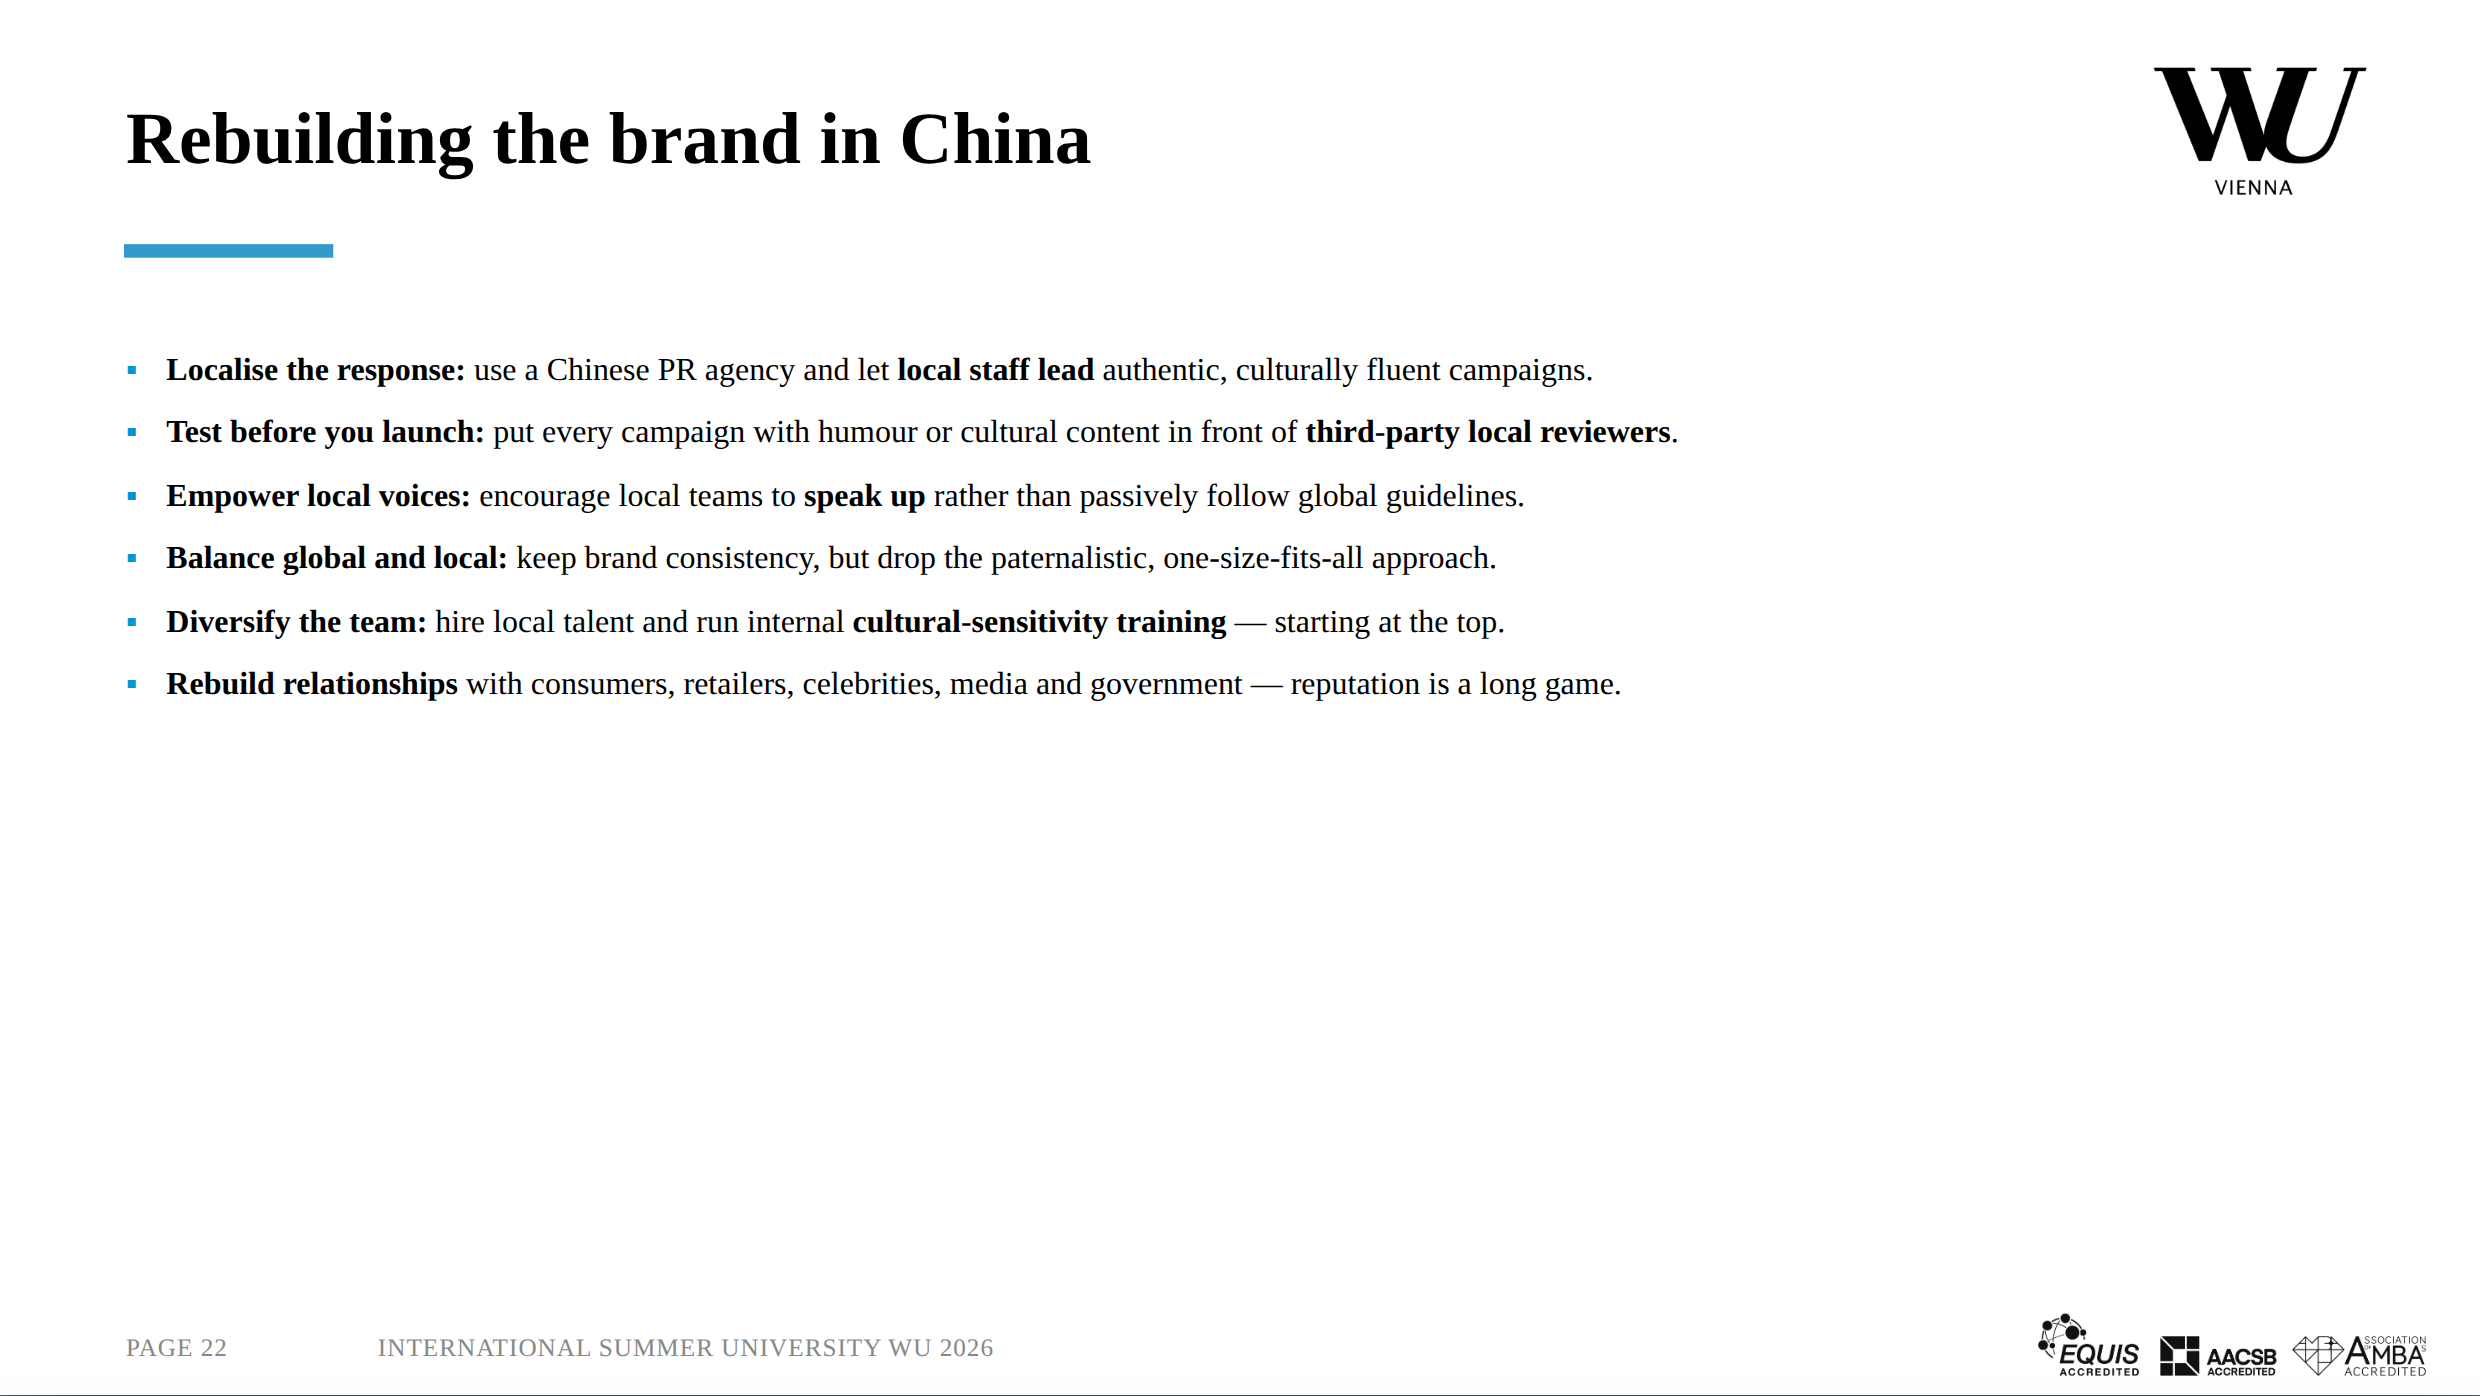 Rebuilding the brand in China
WU
VIENNA
▪ Localise the response: use a Chinese PR agency and let local staff lead authentic, culturally fluent campaigns.
▪ Test before you launch: put every campaign with humour or cultural content in front of third-party local reviewers.
▪ Empower local voices: encourage local teams to speak up rather than passively follow global guidelines.
▪ Balance global and local: keep brand consistency, but drop the paternalistic, one-size-fits-all approach.
▪ Diversify the team: hire local talent and run internal cultural-sensitivity training — starting at the top.
▪ Rebuild relationships with consumers, retailers, celebrities, media and government — reputation is a long game.
PAGE 22 INTERNATIONAL SUMMER UNIVERSITY WU 2026
EQUIS
ACCREDITED
AACSB
ACCREDITED
ASSOCIATION
OF
AMBAS
ACCREDITED